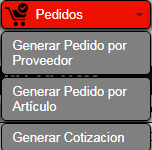 Pedidos
Generar Pedido por
Proveedor
Generar Pedido por
Artículo
Generar Cotizacion